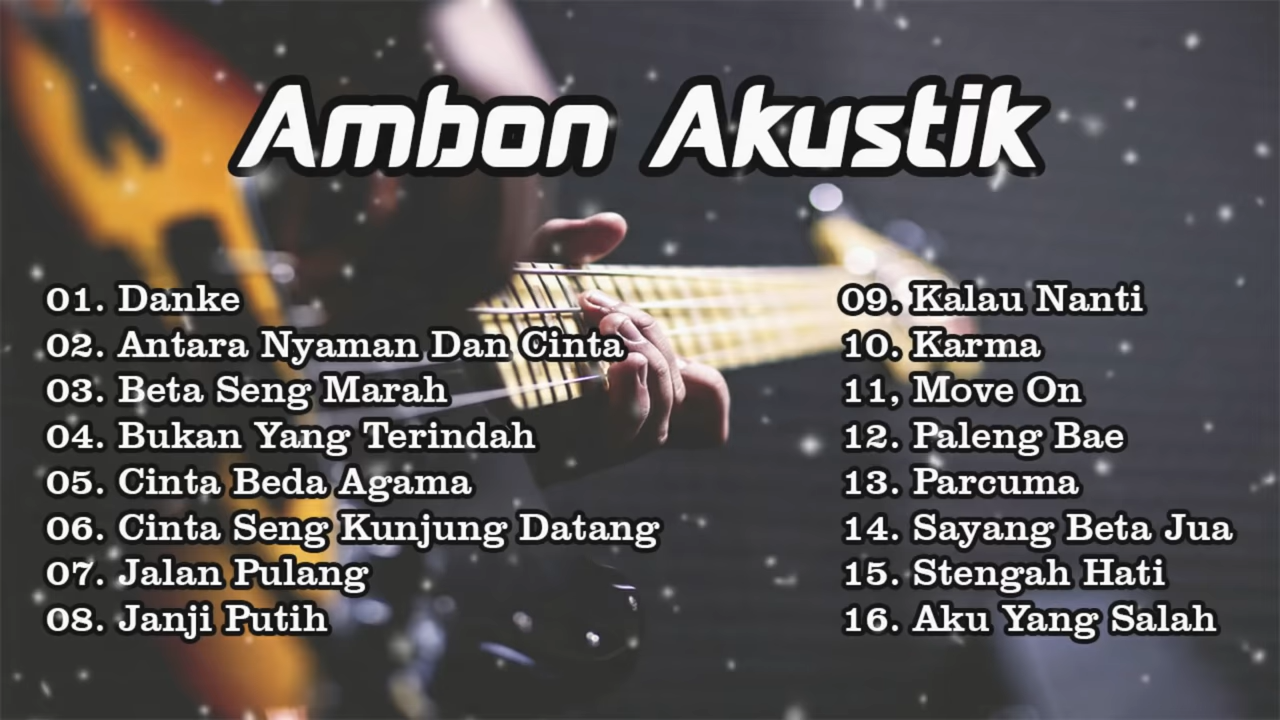 Ambon Akustik
01. Danke
02. Antara Nyaman Dan Cinta
03. Beta Seng Marah
04. Bukan Yang Terindah
05. Cinta Beda Agama
06. Cinta Seng Kunjung Datang
07. Jalan Pulang
08. Janji Putih
09. Kalau Nanti
10. Karma
11, Move On
12. Paleng Bae
13. Parcuma
14. Sayang Beta Jua
15. Stengah Hati
16. Aku Yang Salah